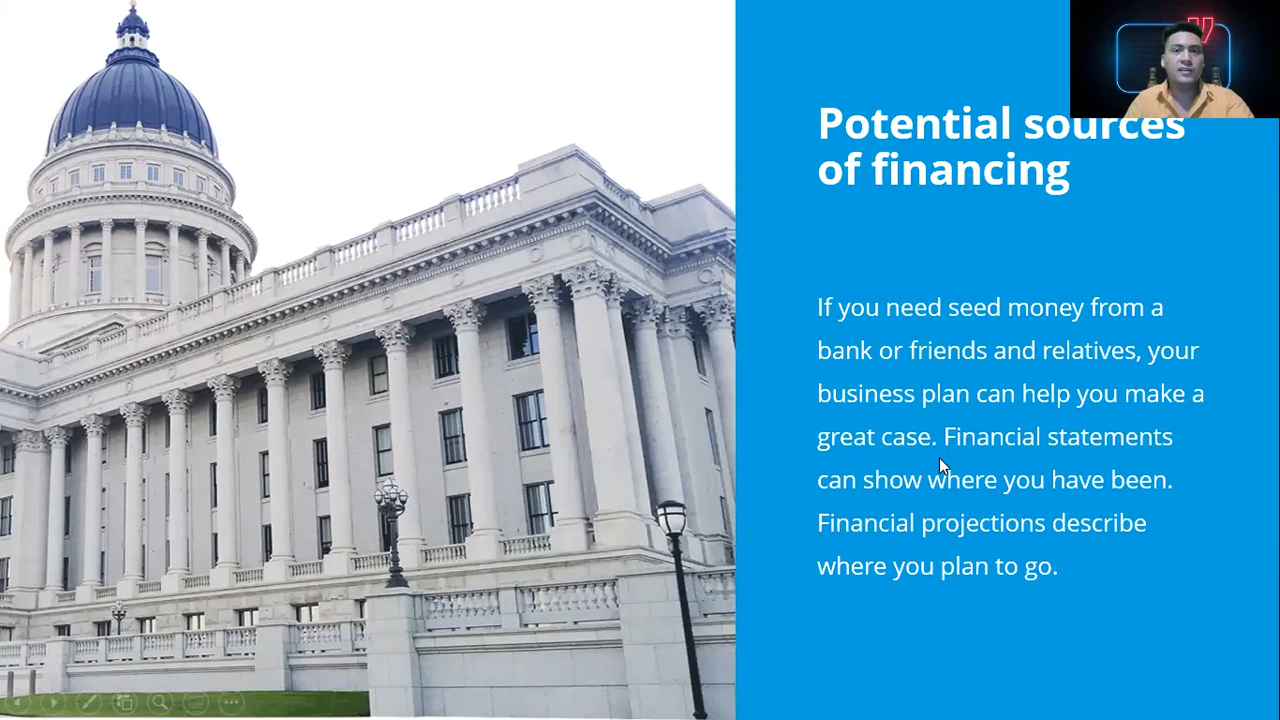 Potential sources
of financing
If you need seed money from a
bank or friends and relatives, your
business plan can help you make a
great case. Financial statements
can show where you have been.
Financial projections describe
where you plan to go.